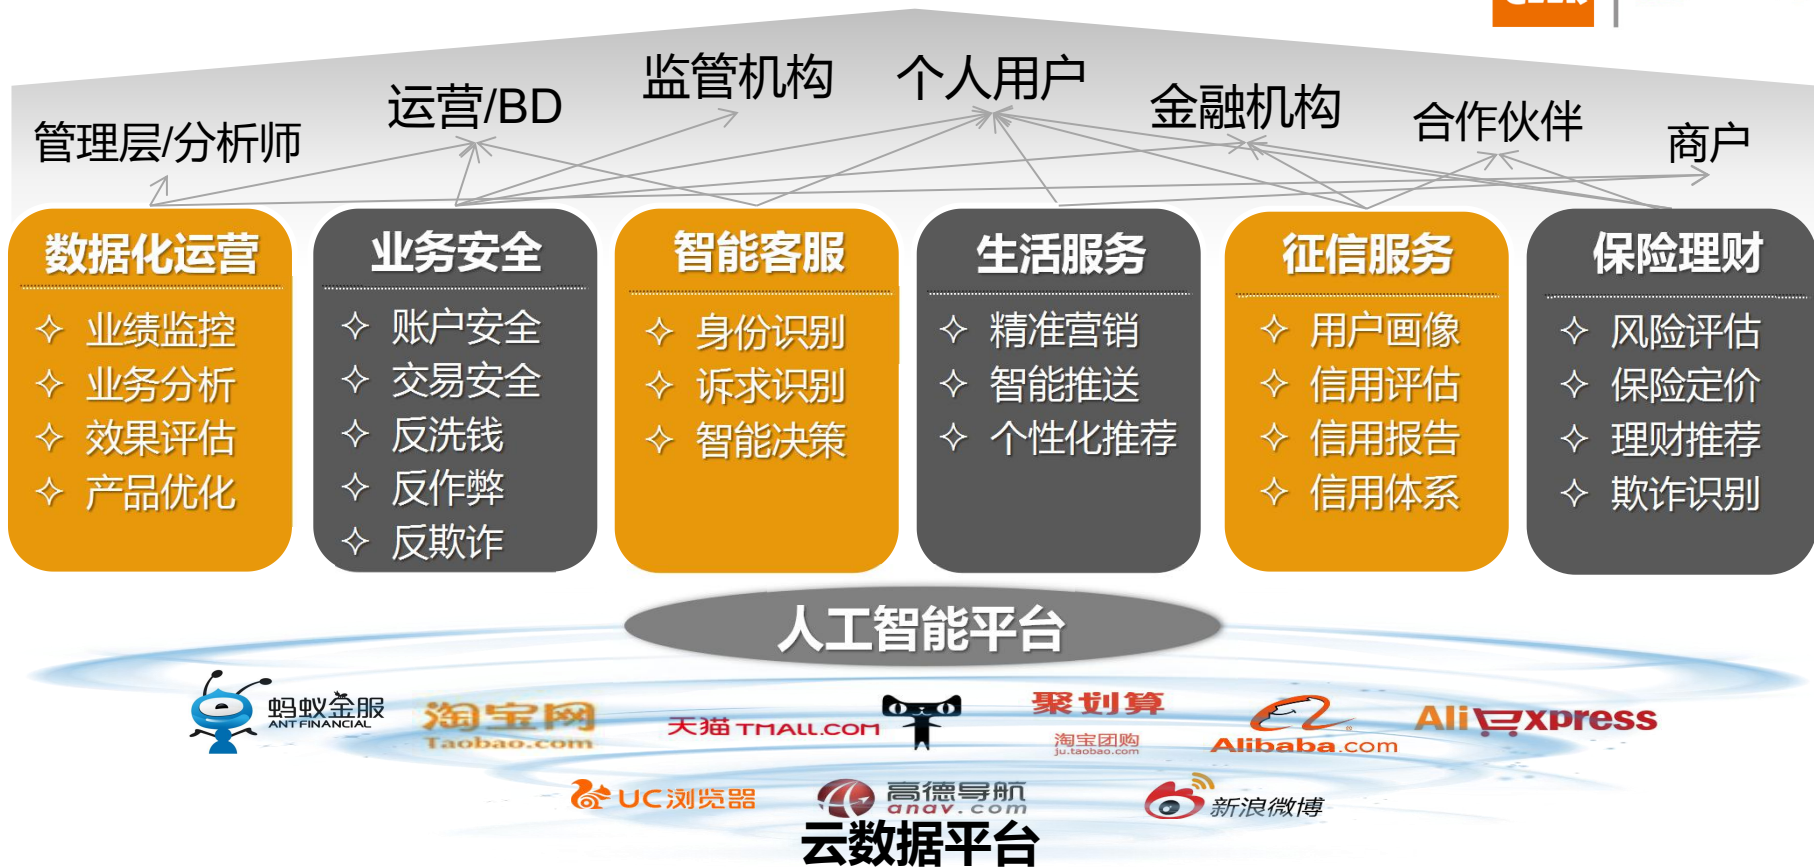 监管机构
个人用户
运营/BD
金融机构
合作伙伴
管理层/分析师
商户
数据化运营
业绩监控
业务分析
效果评估
产品优化
业务安全
账户安全
交易安全
反洗钱
反作弊
反欺诈
智能客服
身份识别
诉求识别
智能决策
生活服务
精准营销
智能推送
个性化推荐
征信服务
用户画像
信用评估
信用报告
信用体系
保险理财
风险评估
保险定价
理财推荐
欺诈识别
人工智能平台
蚂蚁金服
ANT FINANCIAL
淘宝网
Taobao.com
天猫 TMALL.COM
聚划算
淘宝团购
ju.taobao.com
Alibaba.com
AliExpress
UC浏览器
高德导航
anav.com
新浪微博
云数据平台